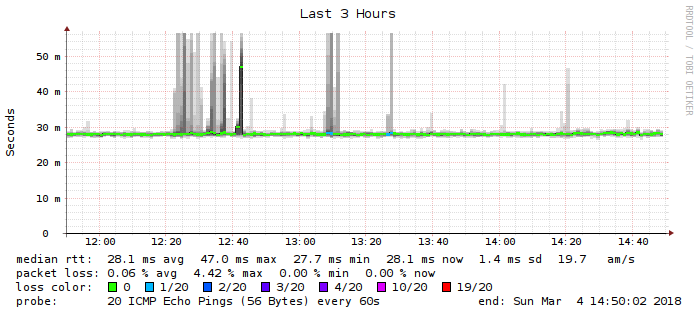 Last 3 Hours
RRDTOOL / TOBI OETIKER
Seconds
50 m
40 m
30 m
20 m
10 m
0
12:00 12:20 12:40 13:00 13:20 13:40 14:00 14:20 14:40
median rtt: 28.1 ms avg 47.0 ms max 27.7 ms min 28.1 ms now 1.4 ms sd 19.7 am/s
packet loss: 0.06 % avg 4.42 % max 0.00 % min 0.00 % now
loss color: 0 1/20 2/20 3/20 4/20 10/20 19/20
probe: 20 ICMP Echo Pings (56 Bytes) every 60s end: Sun Mar 4 14:50:02 2018